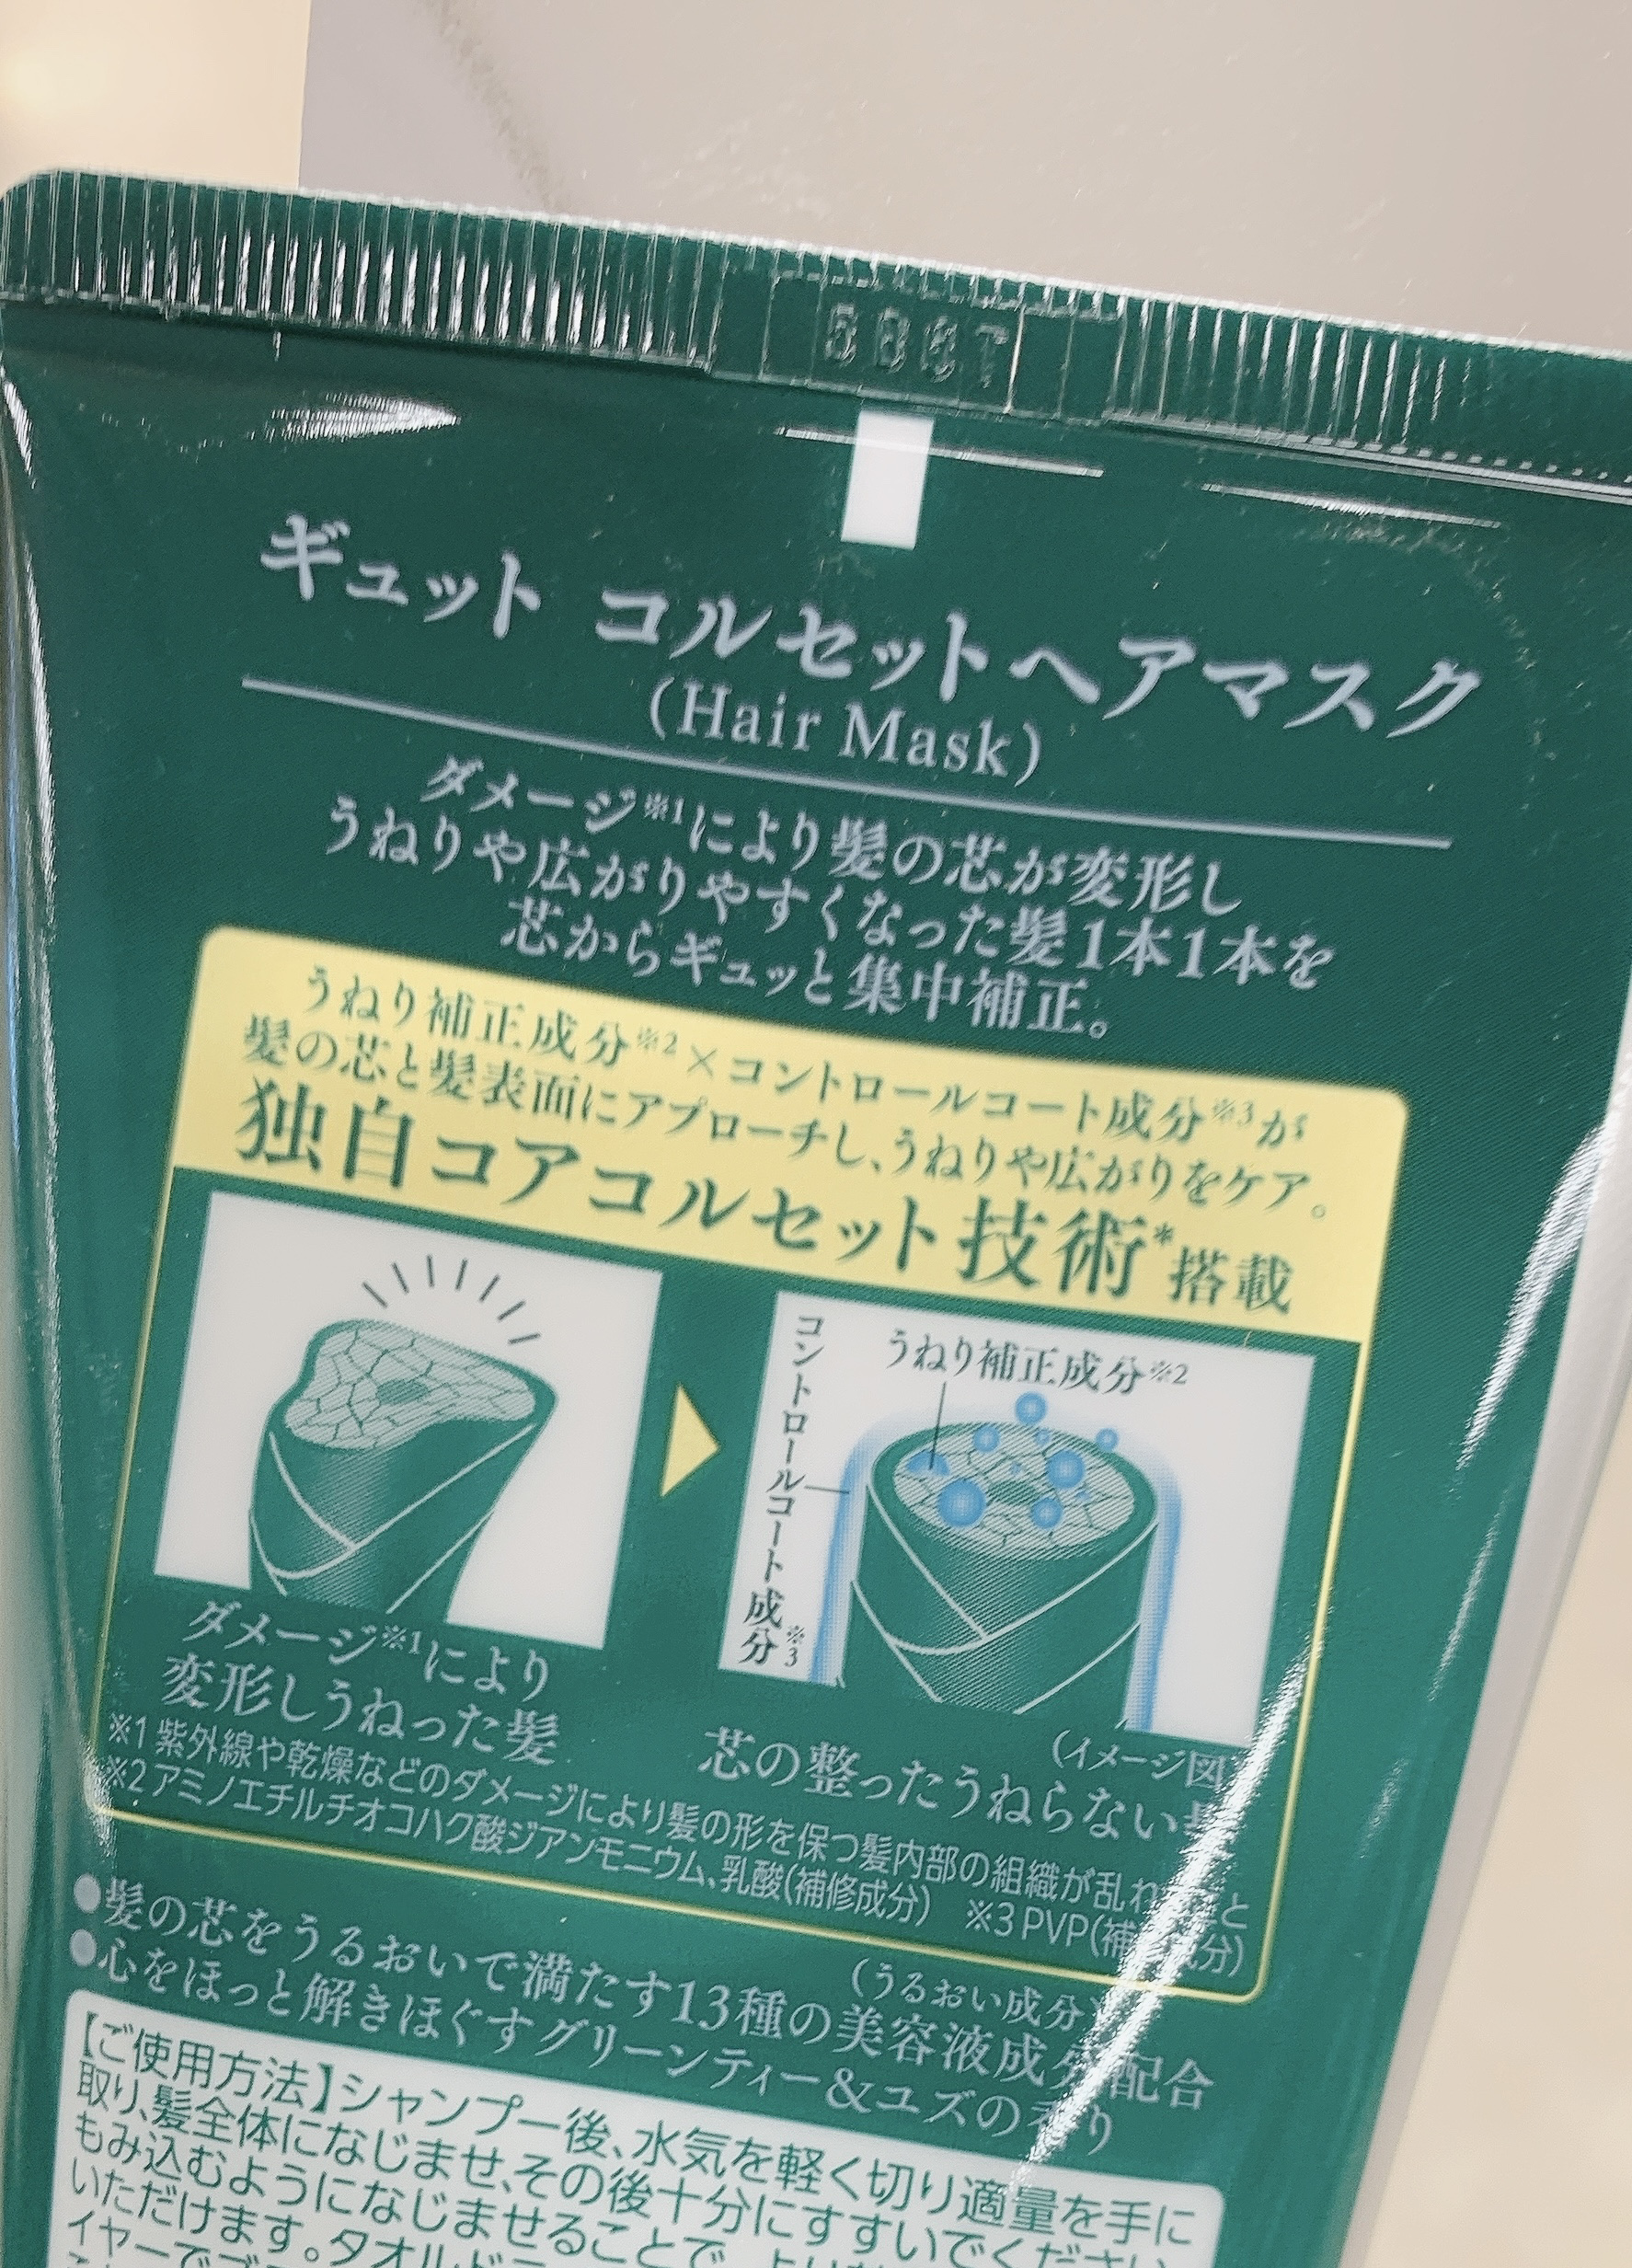 ギュット コルセットヘアマスク
(Hair Mask)
ダメージ※1により髪の芯が変形し
うねりや広がりやすくなった髪1本1本を
芯からギュッと集中補正。
うねり補正成分※2×コントロールコート成分※3が
髪の芯と髪表面にアプローチし、うねりや広がりをケア。
独自コアコルセット技術*搭載
うねり補正成分※2
コントロールコート成分※3
ダメージ※1により
変形しうねった髪
(イメージ図)
芯の整ったうねらない髪
※1 紫外線や乾燥などのダメージにより髪の形を保つ髪内部の組織が乱れ
※2 アミノエチルチオコハク酸ジアンモニウム、乳酸(補修成分) ※3 PVP(補修成分)
(うるおい成分
●髪の芯をうるおいで満たす13種の美容液成分配合
●心をほっと解きほぐすグリーンティー&ユズの香り
【ご使用方法】シャンプー後、水気を軽く切り適量を手に
取り、髪全体になじませ、その後十分にすすいでください。
もみ込むようになじませることで、
いただけます。タオルド
イヤーで